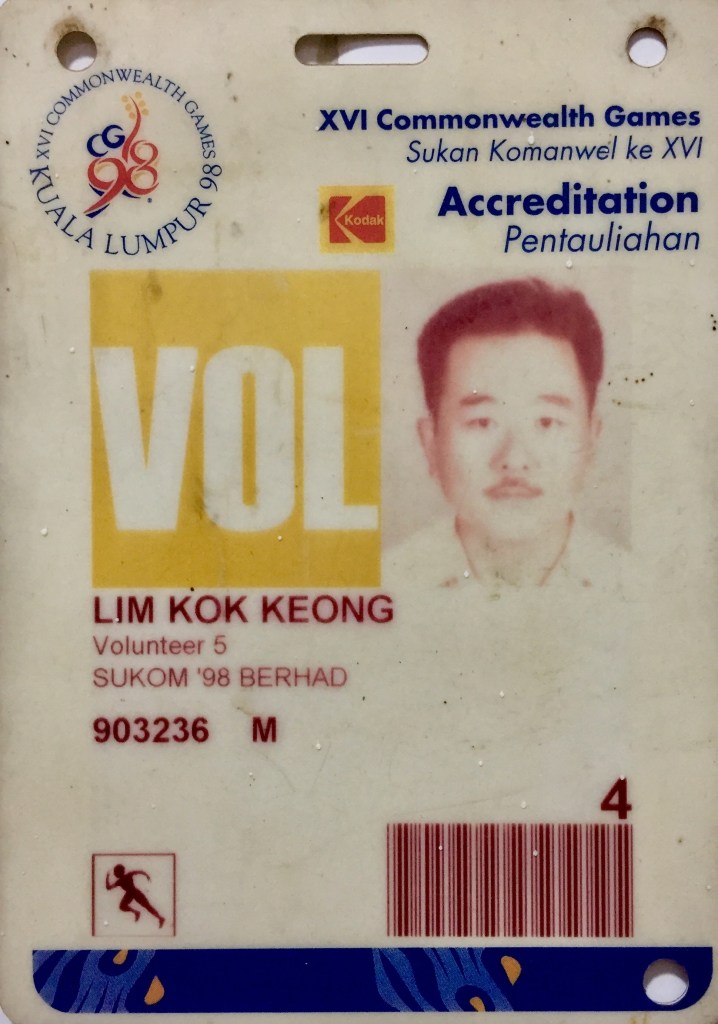 XVI COMMONWEALTH GAMES 98
KUALA LUMPUR
CG
98
XVI Commonwealth Games
Sukan Komanwel ke XVI
Kodak
Accreditation
Pentauliahan
VOL
LIM KOK KEONG
Volunteer 5
SUKOM '98 BERHAD
903236 M
4